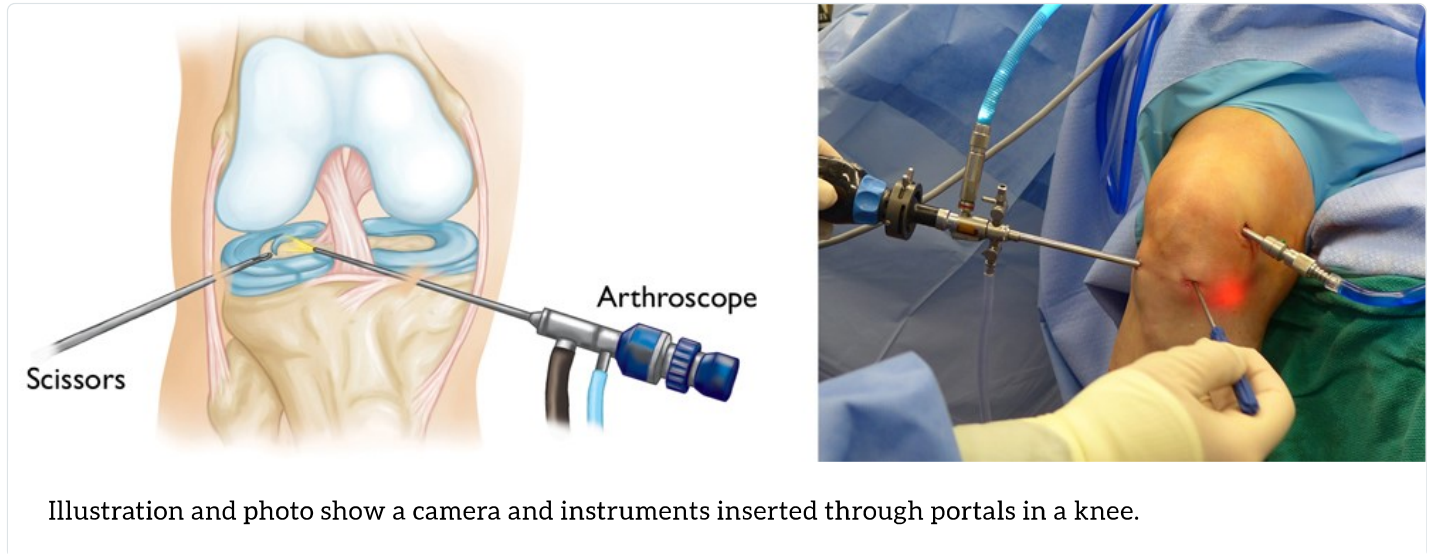 Arthroscope
Scissors
Illustration and photo show a camera and instruments inserted through portals in a knee.